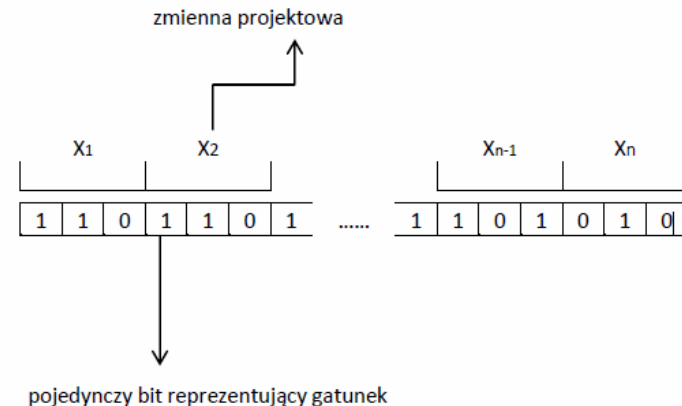 zmienna projektowa
X1 X2 Xn-1 Xn
1 1 0 1 1 0 1 ...... 1 1 0 1 0 1 0
pojedynczy bit reprezentujący gatunek